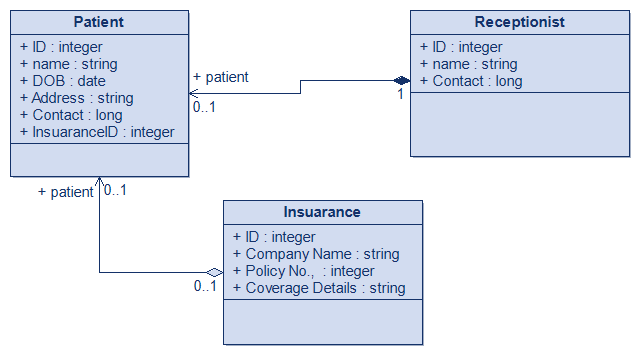 Patient
+ ID : integer
+ name : string
+ DOB : date
+ Address : string
+ Contact : long
+ InsuaranceID : integer
Receptionist
+ ID : integer
+ name : string
+ Contact : long
+ patient
0..1
1
+ patient
0..1
Insuarance
+ ID : integer
+ Company Name : string
+ Policy No., : integer
+ Coverage Details : string
0..1